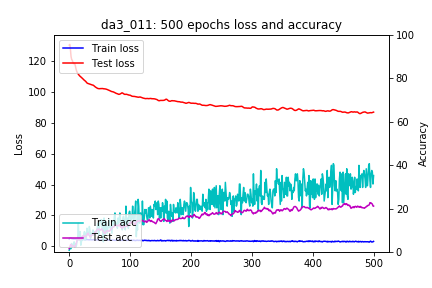 da3_011: 500 epochs loss and accuracy
Train loss
Test loss
Train acc
Test acc
Loss
Accuracy
120
100
80
60
40
20
0
100
80
60
40
20
0
0
100
200
300
400
500